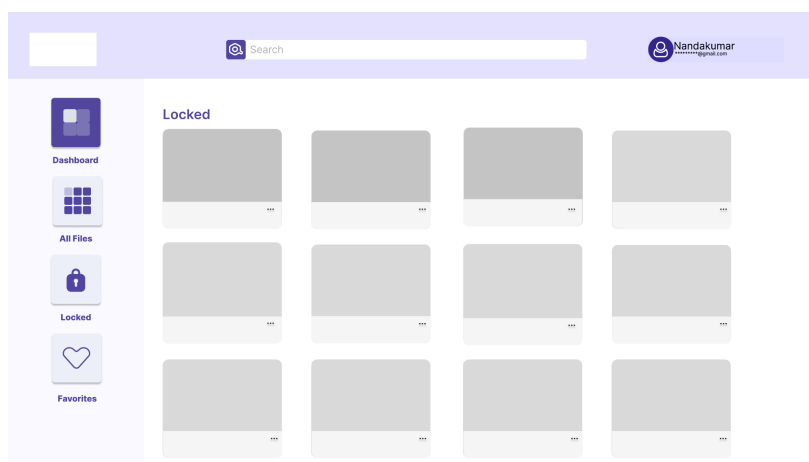 Search
Nandakumar
*********@gmail.com
Locked
Dashboard
All Files
Locked
Favorites